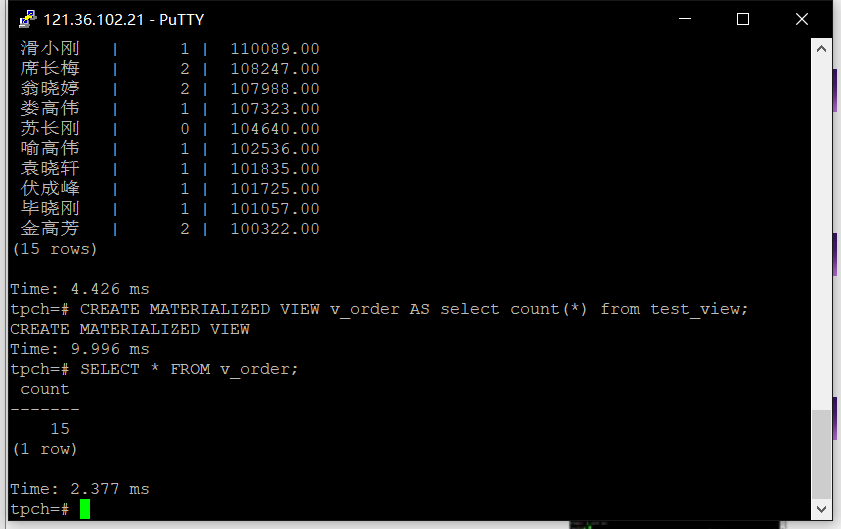 121.36.102.21 - PuTTY
滑小刚 | 1 | 110089.00
席长梅 | 2 | 108247.00
翁晓婷 | 2 | 107988.00
娄高伟 | 1 | 107323.00
苏长刚 | 0 | 104640.00
喻高伟 | 1 | 102536.00
袁晓轩 | 1 | 101835.00
伏成峰 | 1 | 101725.00
毕晓刚 | 1 | 101057.00
金高芳 | 2 | 100322.00
(15 rows)
Time: 4.426 ms
tpch=# CREATE MATERIALIZED VIEW v_order AS select count(*) from test_view;
CREATE MATERIALIZED VIEW
Time: 9.996 ms
tpch=# SELECT * FROM v_order;
count
-------
15
(1 row)
Time: 2.377 ms
tpch=#